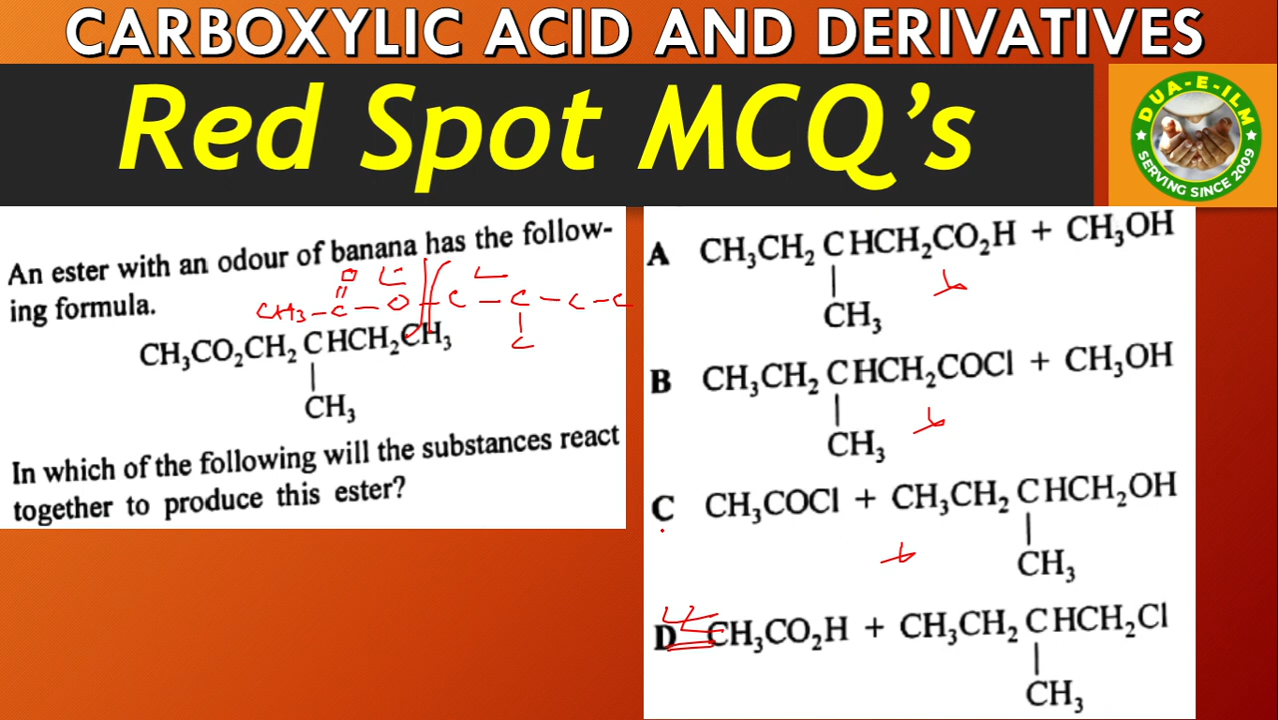 CARBOXYLIC ACID AND DERIVATIVES
Red Spot MCQ's
DUA-E-ILM
SERVING SINCE 2009
An ester with an odour of banana has the follow-
ing formula.
O
CH3-C-O-C-C-C-C
C
CH₃CO₂CH₂CHCH₂CH₃
CH₃
In which of the following will the substances react
together to produce this ester?
A CH₃CH₂CHCH₂CO₂H + CH₃OH
CH₃
B CH₃CH₂CHCH₂COCl + CH₃OH
CH₃
C CH₃COCl + CH₃CH₂CHCH₂OH
CH₃
D CH₃CO₂H + CH₃CH₂CHCH₂Cl
CH₃